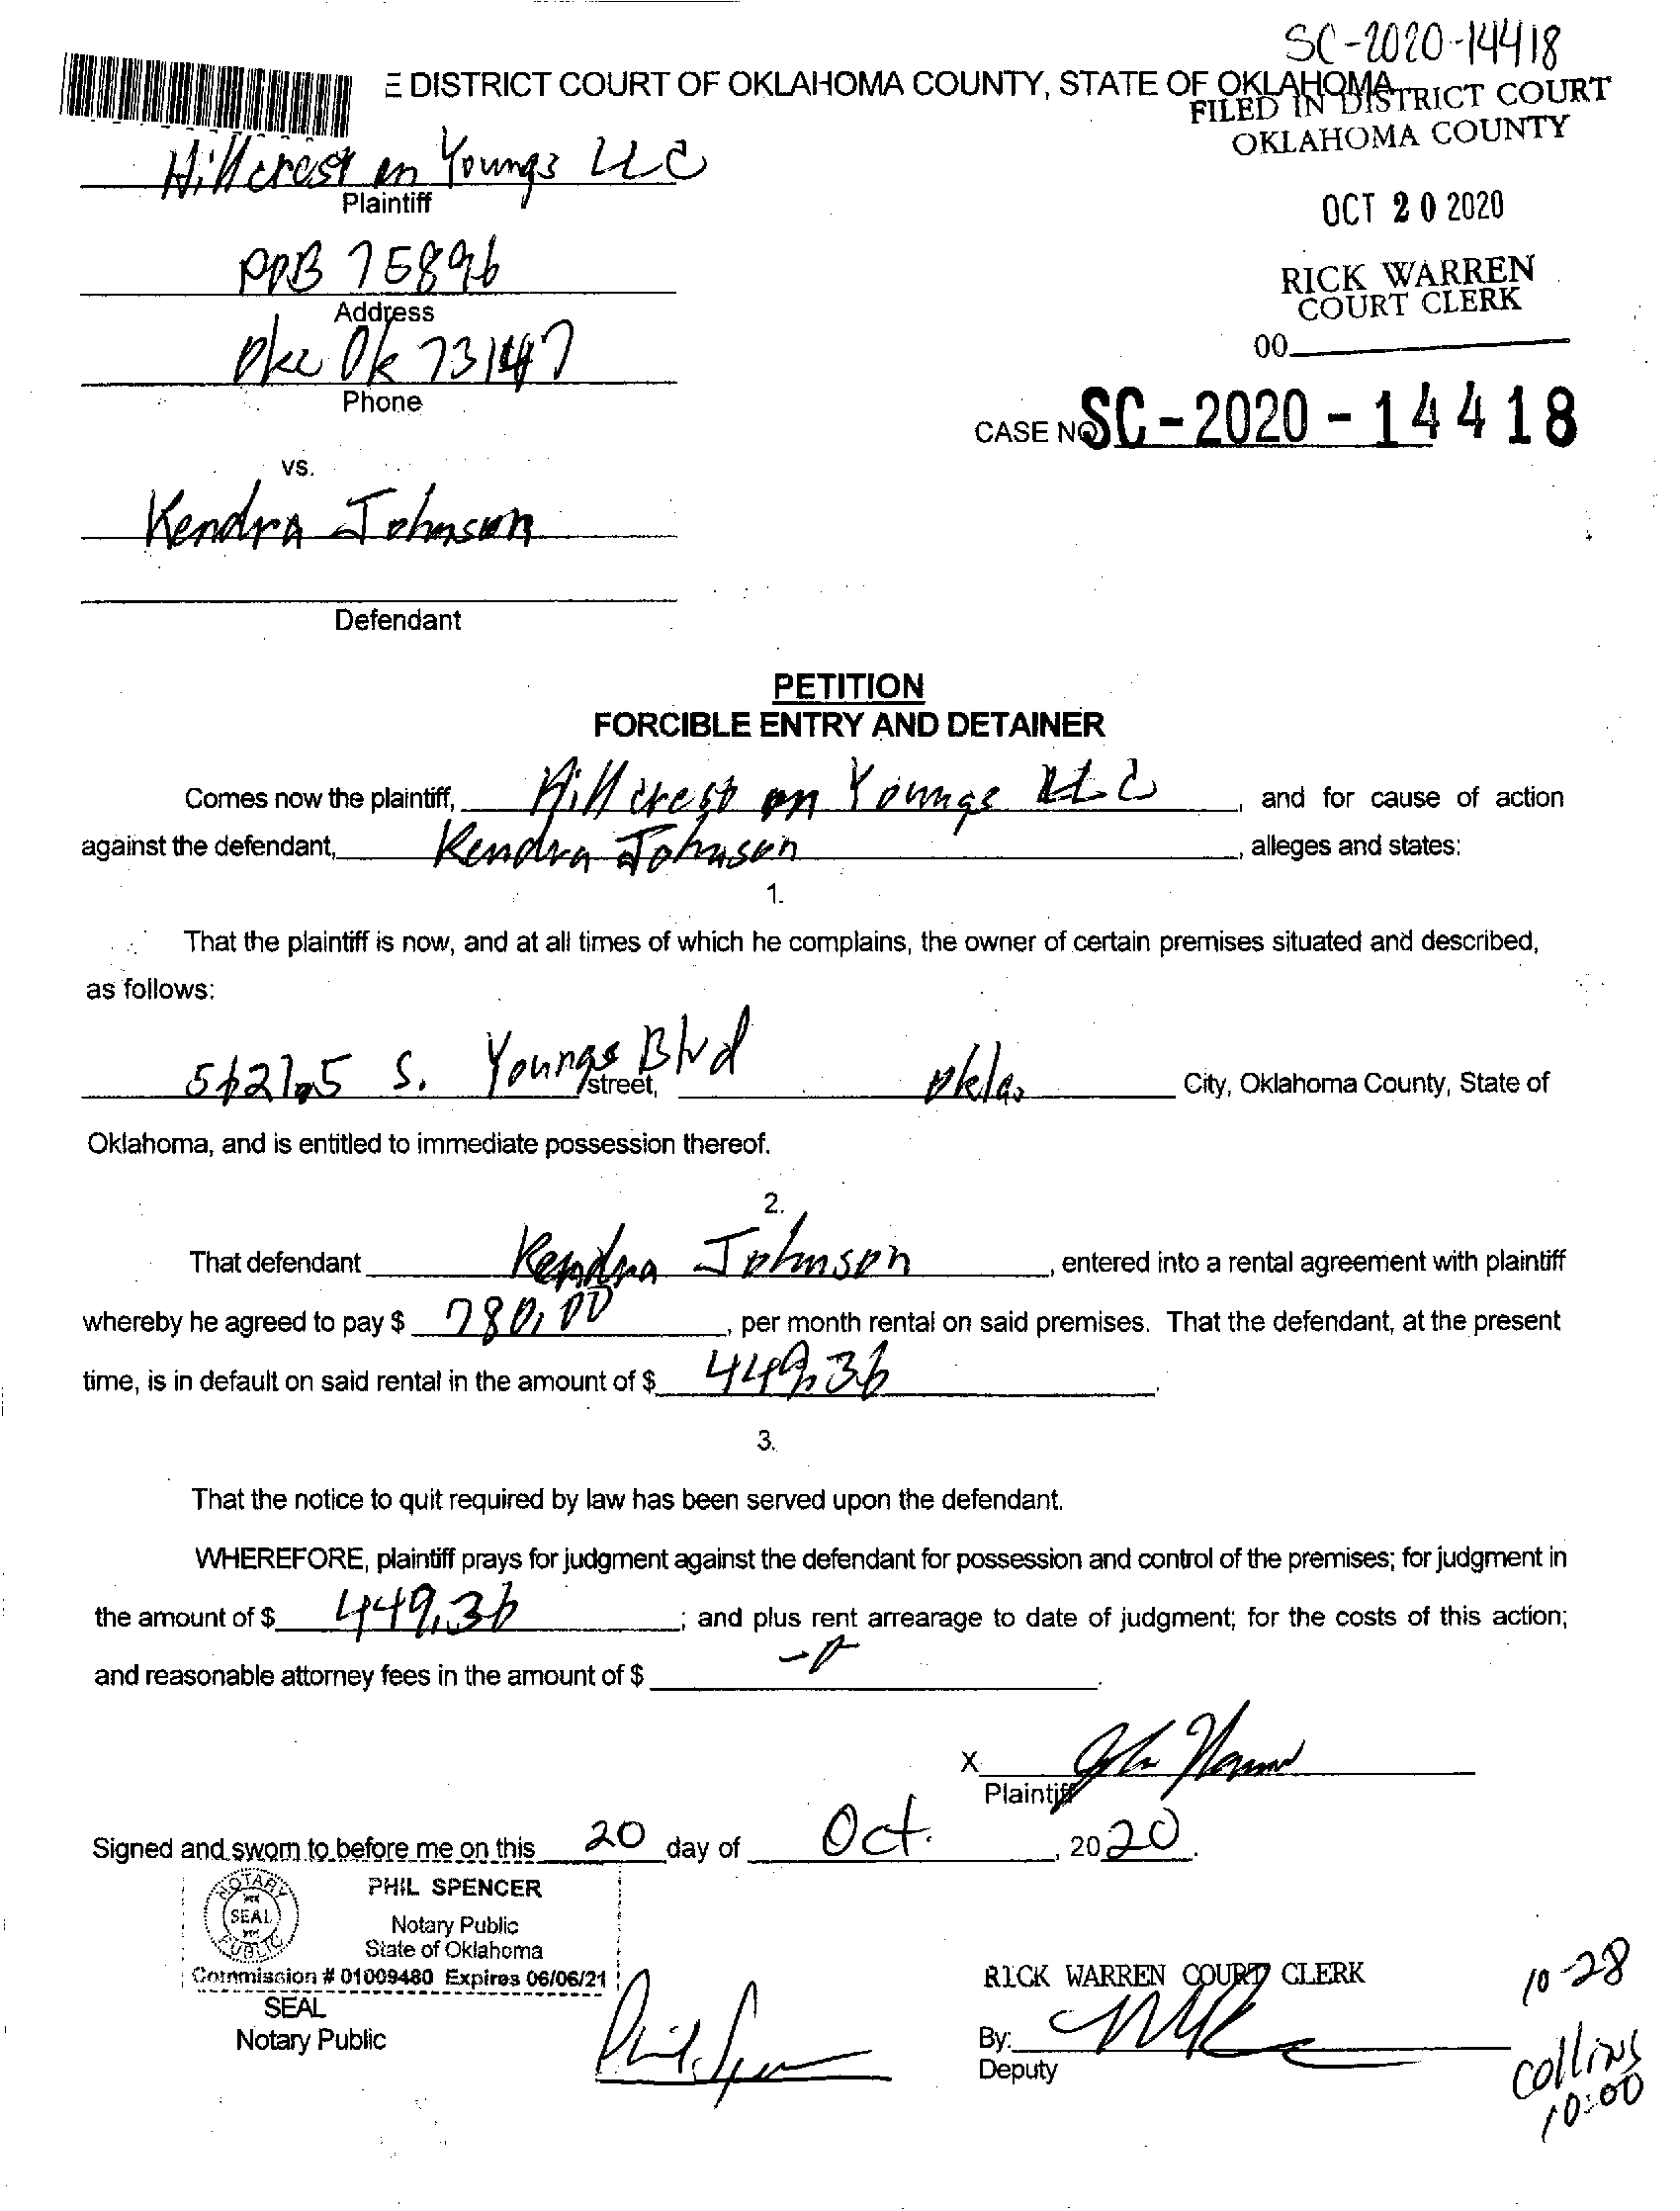 SC-2020-14418
E DISTRICT COURT OF OKLAHOMA COUNTY, STATE OF OKLAHOMA
FILED IN DISTRICT COURT
OKLAHOMA COUNTY
Hillcrest on Youngs LLC
Plaintiff
OCT 20 2020
POB 75896
Address
RICK WARREN
COURT CLERK
Okc Ok 73147
Phone
00
CASE NO SC-2020-14418
vs.
Kendra Johnson
Defendant
PETITION
FORCIBLE ENTRY AND DETAINER
Comes now the plaintiff, Hillcrest on Youngs LLC, and for cause of action
against the defendant, Kendra Johnson, alleges and states:
1.
That the plaintiff is now, and at all times of which he complains, the owner of certain premises situated and described,
as follows:
S. Youngs Blvd street, Okla. City, Oklahoma County, State of
Oklahoma, and is entitled to immediate possession thereof.
2.
That defendant Kendra Johnson, entered into a rental agreement with plaintiff
whereby he agreed to pay $ 780.00, per month rental on said premises. That the defendant, at the present
time, is in default on said rental in the amount of $ 449.36.
3.
That the notice to quit required by law has been served upon the defendant.
WHEREFORE, plaintiff prays for judgment against the defendant for possession and control of the premises; for judgment in
the amount of $ 449.36; and plus rent arrearage to date of judgment; for the costs of this action;
and reasonable attorney fees in the amount of $.
X
Plaintiff
Signed and sworn to before me on this 20 day of Oct., 2020.
NOTARY PUBLIC SEAL
PHIL SPENCER
Notary Public
State of Oklahoma
Commission # 01009480 Expires 06/06/21
SEAL
Notary Public
Phil Spencer
RICK WARREN COURT CLERK
By:
Deputy
10-28
Collins
10:00